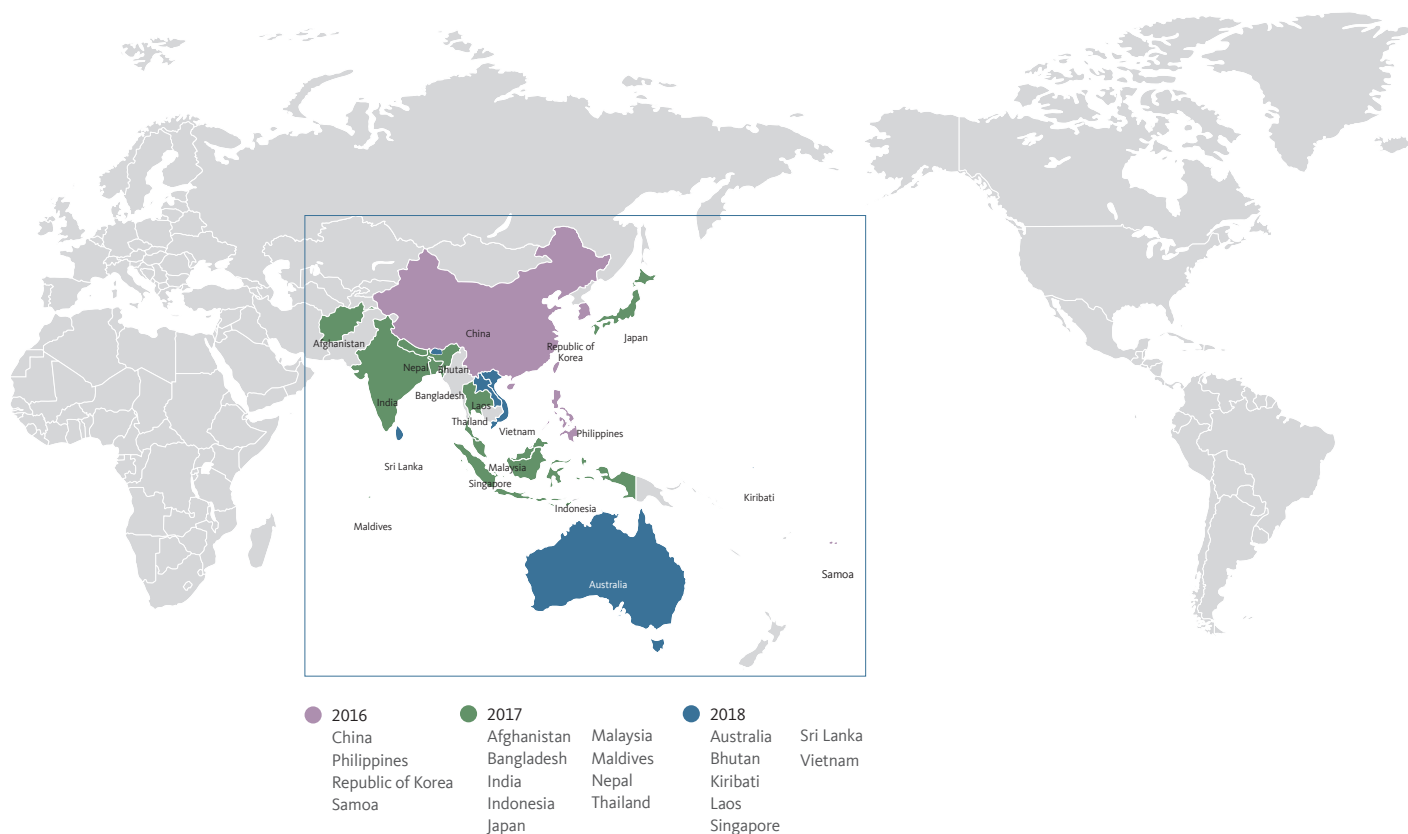 China
Afghanistan
Republic of
Korea
Japan
Nepal
Bhutan
Bangladesh
India
Laos
Thailand
Vietnam
Philippines
Sri Lanka
Malaysia
Singapore
Kiribati
Indonesia
Maldives
Samoa
Australia
2016
China
Philippines
Republic of Korea
Samoa
2017
Afghanistan
Bangladesh
India
Indonesia
Japan
Malaysia
Maldives
Nepal
Thailand
2018
Australia
Bhutan
Kiribati
Laos
Singapore
Sri Lanka
Vietnam